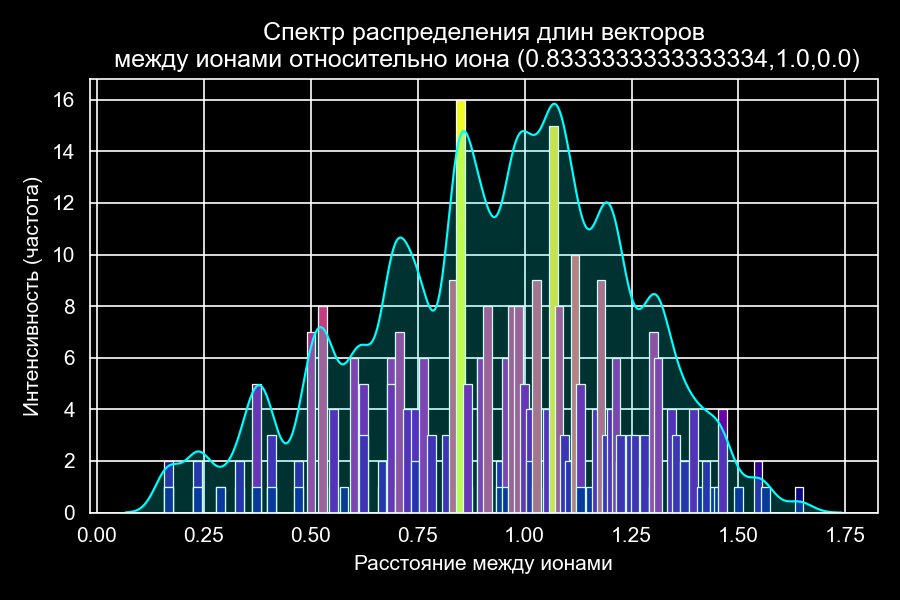 Спектр распределения длин векторов
между ионами относительно иона (0.8333333333333334,1.0,0.0)
Интенсивность (частота)
16
14
12
10
8
6
4
2
0
0.00 0.25 0.50 0.75 1.00 1.25 1.50 1.75
Расстояние между ионами